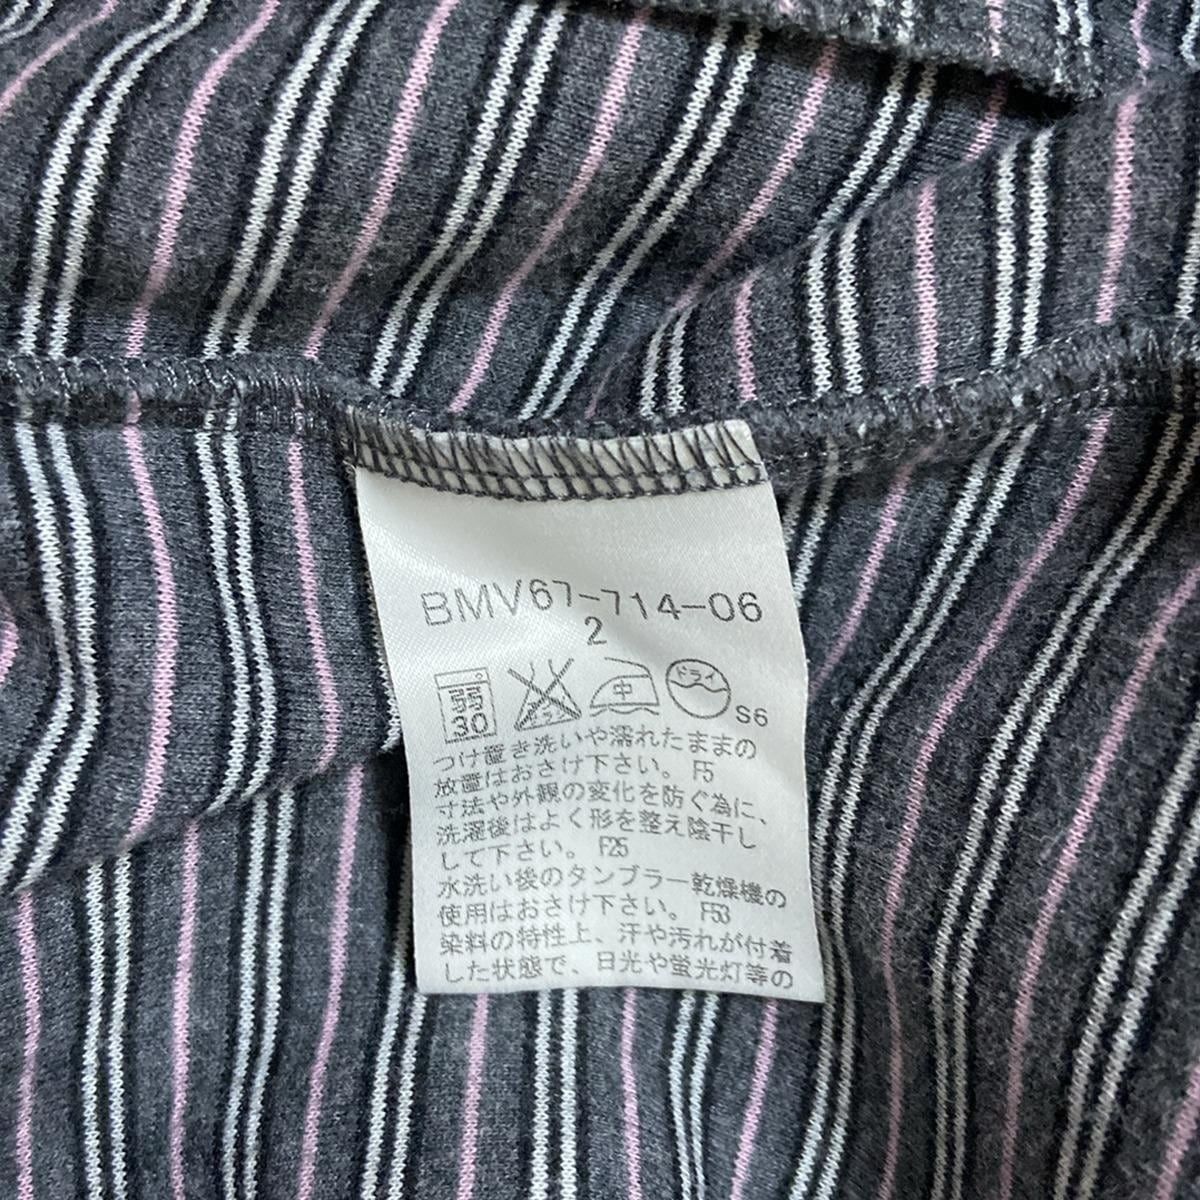 BMV67-714-06
2
弱
30
エンソサラシ
中
ドライ
S6
つけ置き洗いや濡れたままの
放置はおさけ下さい。 F5
寸法や外観の変化を防ぐ為に、
洗濯後はよく形を整え陰干し
して下さい。 F25
水洗い後のタンブラー乾燥機の
使用はおさけ下さい。 F53
染料の特性上、汗や汚れが付着
した状態で、日光や蛍光灯等の